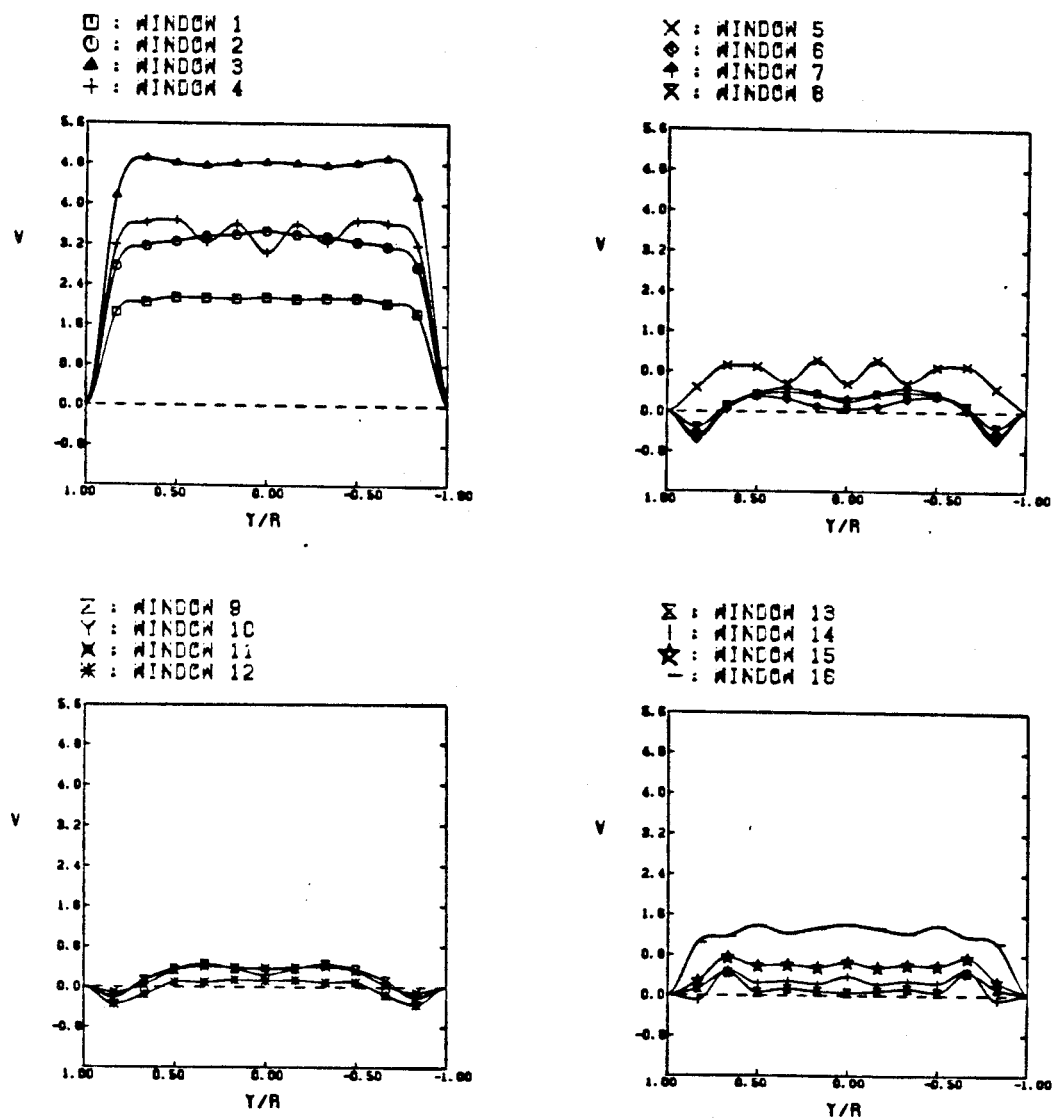 ⊡ : WINDOW 1
⊙ : WINDOW 2
▲ : WINDOW 3
+ : WINDOW 4
5.6
4.8
4.0
3.2
2.4
1.6
0.8
0.0
-0.8
V
1.00 0.50 0.00 -0.50 -1.00
Y/R
× : WINDOW 5
◇ : WINDOW 6
↑ : WINDOW 7
X : WINDOW 8
5.6
4.8
4.0
3.2
2.4
1.6
0.8
0.0
-0.8
V
1.00 0.50 0.00 -0.50 -1.00
Y/R
Z : WINDOW 9
Y : WINDOW 10
¤ : WINDOW 11
* : WINDOW 12
5.6
4.8
4.0
3.2
2.4
1.6
0.8
0.0
-0.8
V
1.00 0.50 0.00 -0.50 -1.00
Y/R
X : WINDOW 13
| : WINDOW 14
☆ : WINDOW 15
— : WINDOW 16
5.6
4.8
4.0
3.2
2.4
1.6
0.8
0.0
-0.8
V
1.00 0.50 0.00 -0.50 -1.00
Y/R